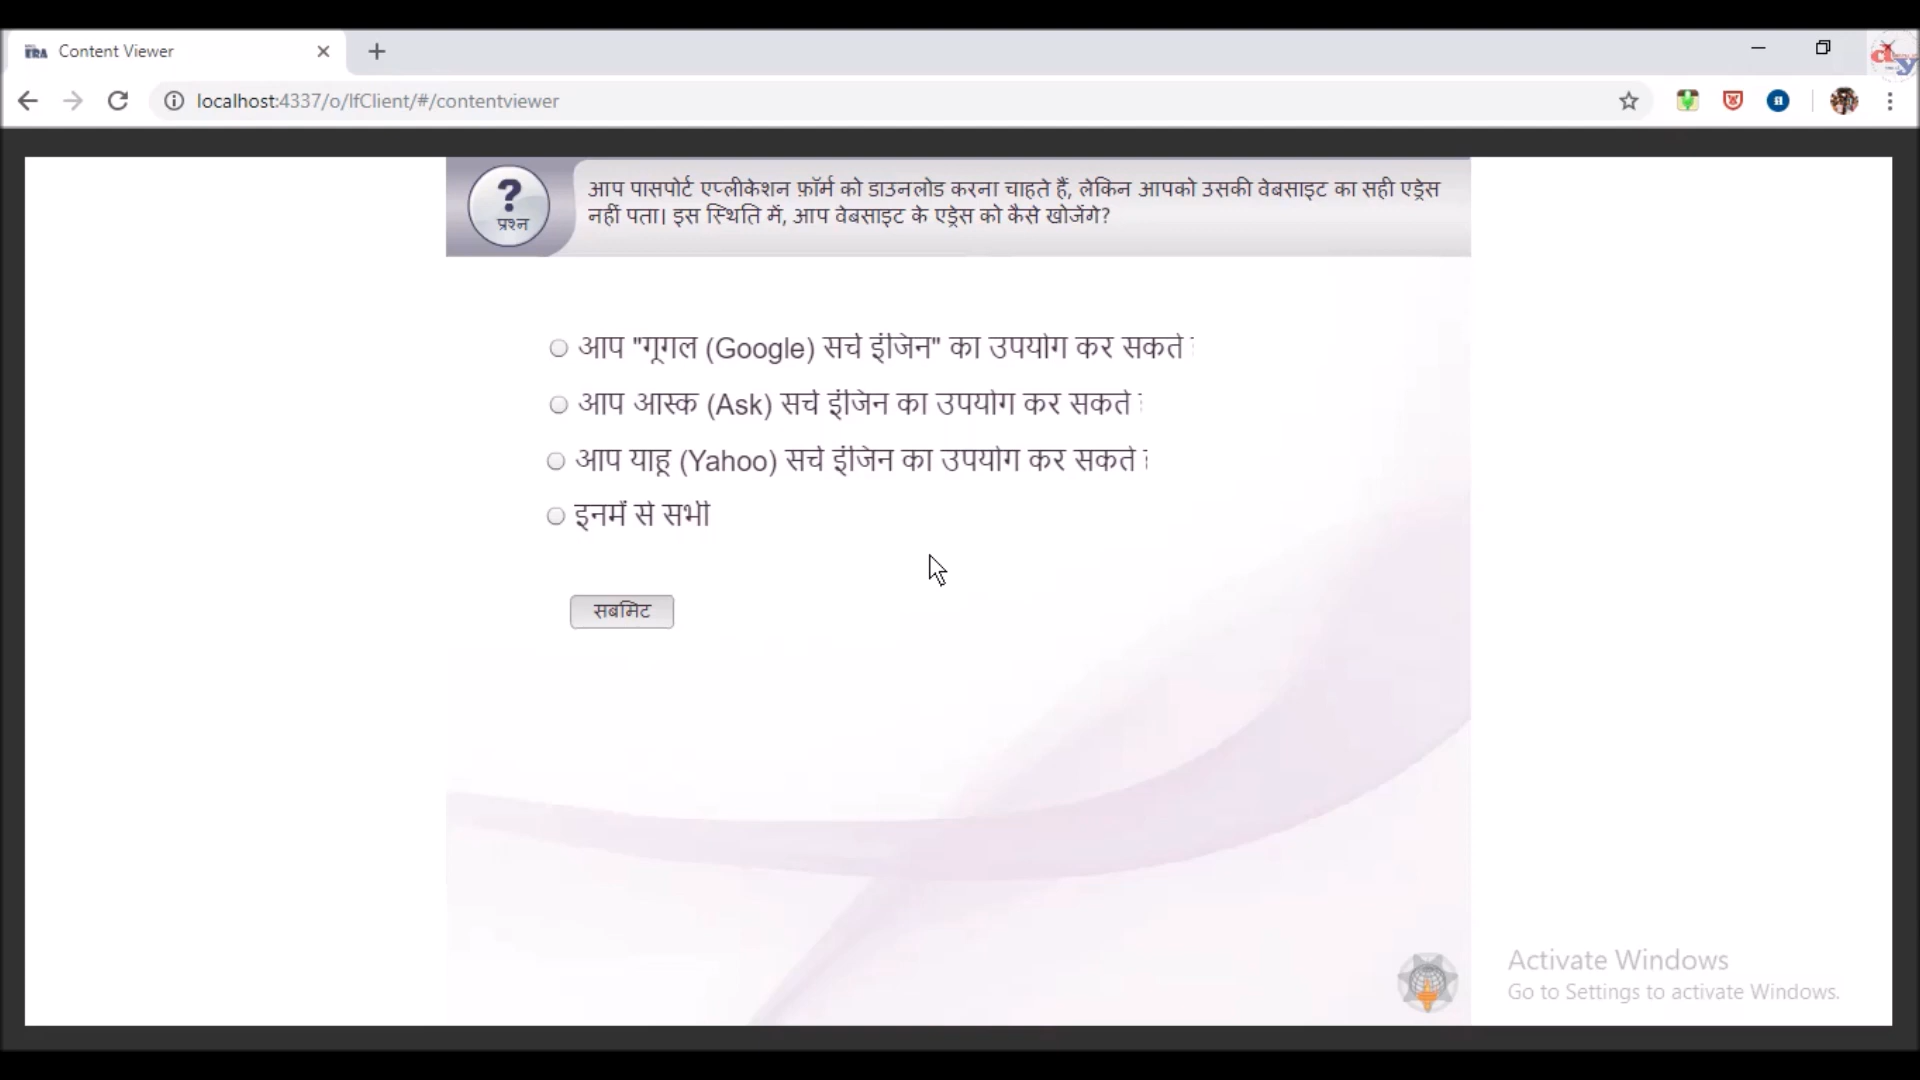 ERA Content Viewer
localhost:4337/o/lfClient/#/contentviewer
? प्रश्न
आप पासपोर्ट एप्लीकेशन फ़ॉर्म को डाउनलोड करना चाहते हैं, लेकिन आपको उसकी वेबसाइट का सही एड्रेस
नहीं पता। इस स्थिति में, आप वेबसाइट के एड्रेस को कैसे खोजेंगे?
आप "गूगल (Google) सर्च इंजिन" का उपयोग कर सकते
आप आस्क (Ask) सर्च इंजिन का उपयोग कर सकते
आप याहू (Yahoo) सर्च इंजिन का उपयोग कर सकते
इनमें से सभी
सबमिट
Activate Windows
Go to Settings to activate Windows.